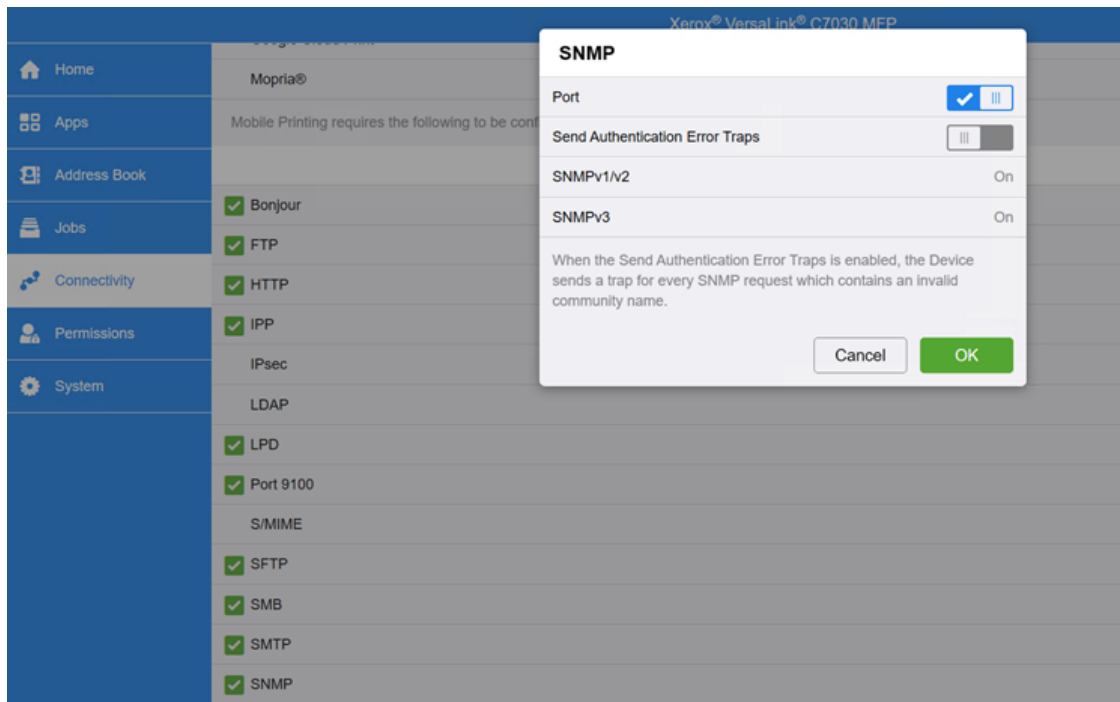 Xerox® VersaLink® C7030 MFP
Home
Apps
Address Book
Jobs
Connectivity
Permissions
System
Mopria®
Mobile Printing requires the following to be conf
Bonjour
FTP
HTTP
IPP
IPsec
LDAP
LPD
Port 9100
S/MIME
SFTP
SMB
SMTP
SNMP
SNMP
Port
Send Authentication Error Traps
SNMPv1/v2 On
SNMPv3 On
When the Send Authentication Error Traps is enabled, the Device
sends a trap for every SNMP request which contains an invalid
community name.
Cancel OK